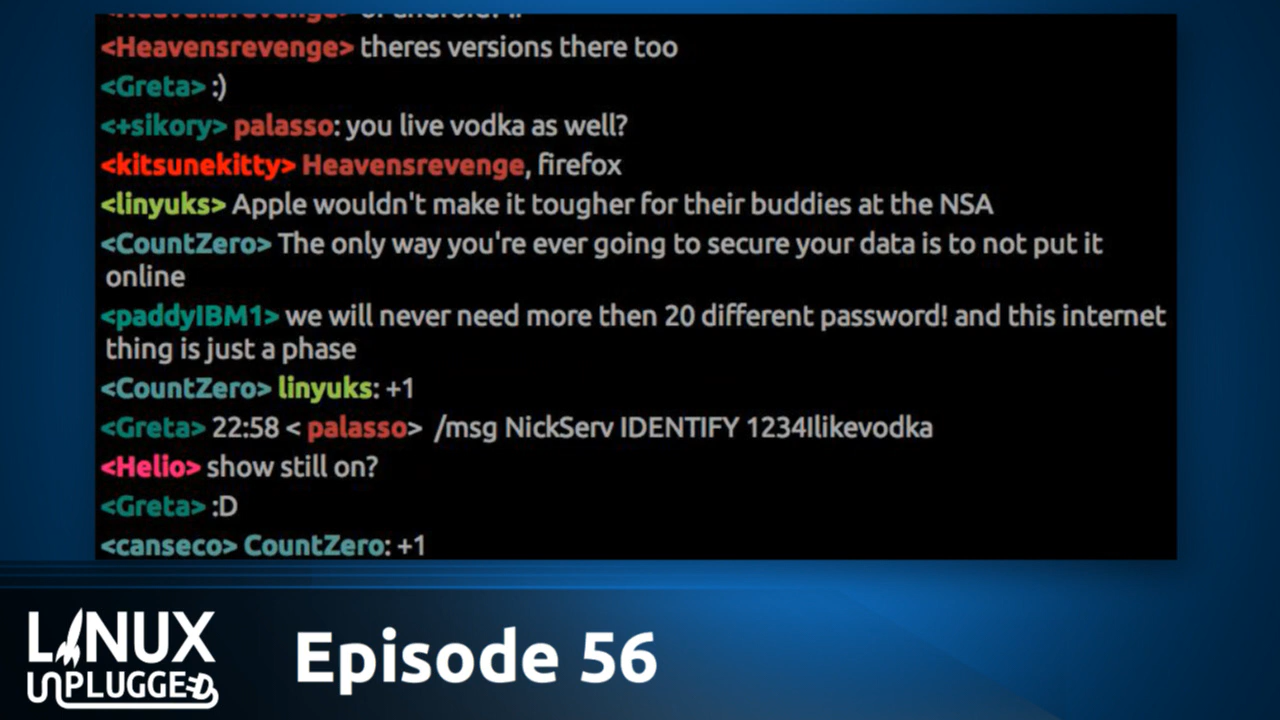 <Heavensrevenge> or android? ll
<Heavensrevenge> theres versions there too
<Greta> :)
<+sikory> palasso: you live vodka as well?
<kitsunekitty> Heavensrevenge, firefox
<linyuks> Apple wouldn't make it tougher for their buddies at the NSA
<CountZero> The only way you're ever going to secure your data is to not put it
online
<paddyIBM1> we will never need more then 20 different password! and this internet
thing is just a phase
<CountZero> linyuks: +1
<Greta> 22:58 < palasso> /msg NickServ IDENTIFY 1234Ilikevodka
<Helio> show still on?
<Greta> :D
<canseco> CountZero: +1
LINUX
UNPLUGGED
Episode 56